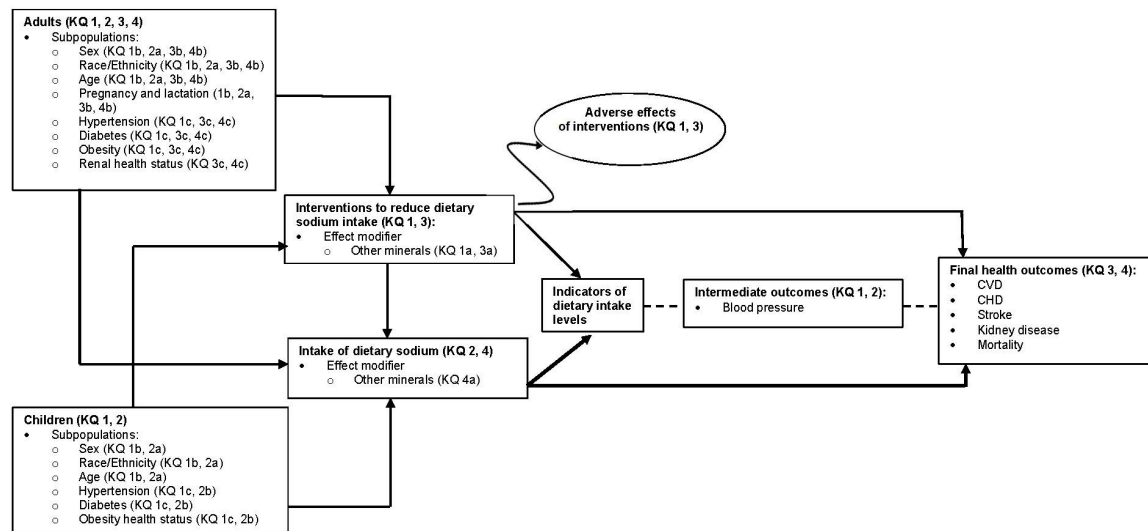 Adults (KQ 1, 2, 3, 4)
• Subpopulations:
o Sex (KQ 1b, 2a, 3b, 4b)
o Race/Ethnicity (KQ 1b, 2a, 3b, 4b)
o Age (KQ 1b, 2a, 3b, 4b)
o Pregnancy and lactation (1b, 2a,
3b, 4b)
o Hypertension (KQ 1c, 3c, 4c)
o Diabetes (KQ 1c, 3c, 4c)
o Obesity (KQ 1c, 3c, 4c)
o Renal health status (KQ 3c, 4c)
Adverse effects
of interventions (KQ 1, 3)
Interventions to reduce dietary
sodium intake (KQ 1, 3):
• Effect modifier
o Other minerals (KQ 1a, 3a)
Indicators of
dietary intake
levels
Intermediate outcomes (KQ 1, 2):
• Blood pressure
Final health outcomes (KQ 3, 4):
• CVD
• CHD
• Stroke
• Kidney disease
• Mortality
Intake of dietary sodium (KQ 2, 4)
• Effect modifier
o Other minerals (KQ 4a)
Children (KQ 1, 2)
• Subpopulations:
o Sex (KQ 1b, 2a)
o Race/Ethnicity (KQ 1b, 2a)
o Age (KQ 1b, 2a)
o Hypertension (KQ 1c, 2b)
o Diabetes (KQ 1c, 2b)
o Obesity health status (KQ 1c, 2b)